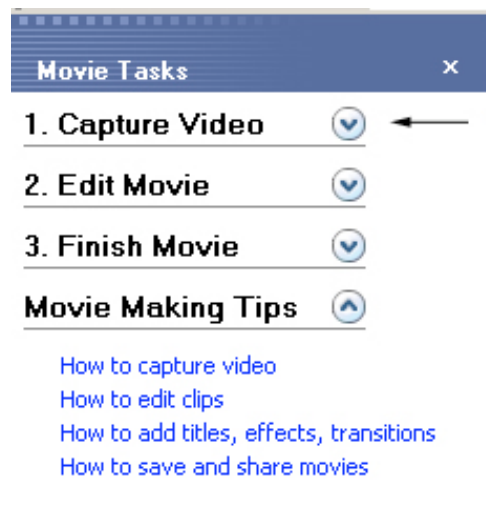 Movie Tasks
1. Capture Video
2. Edit Movie
3. Finish Movie
Movie Making Tips
How to capture video
How to edit clips
How to add titles, effects, transitions
How to save and share movies